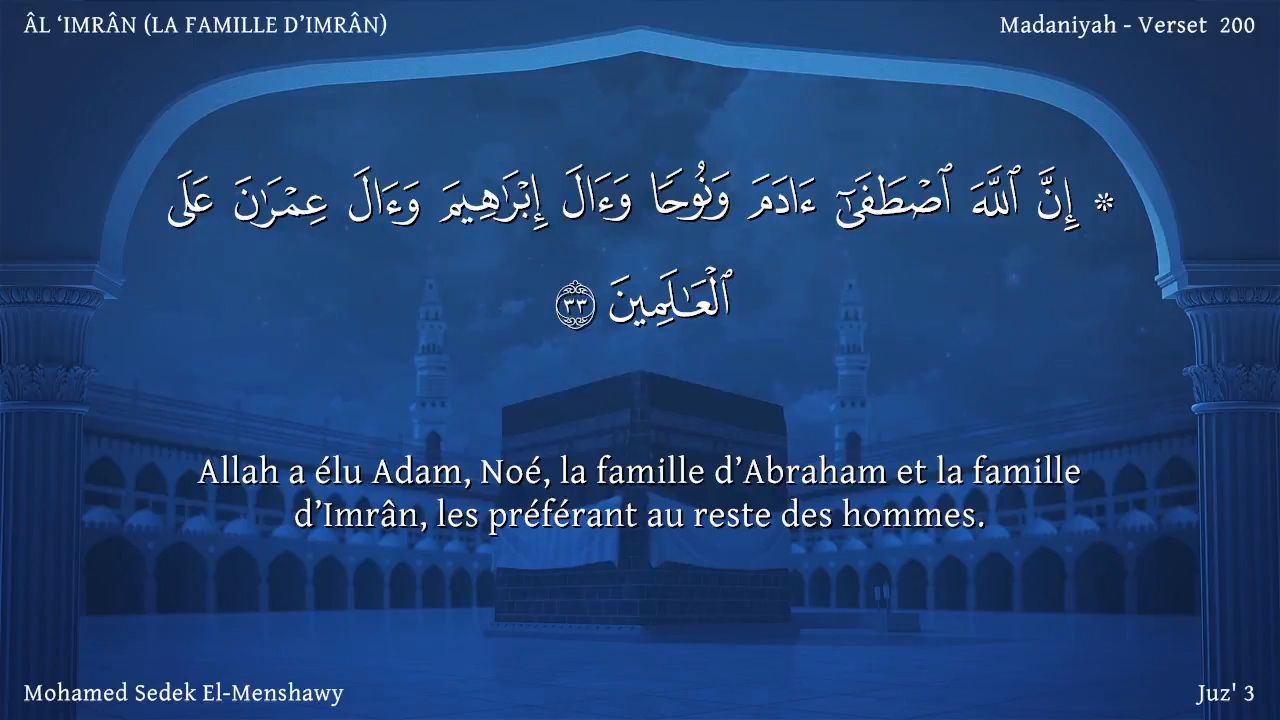 ÂL ‘IMRÂN (LA FAMILLE D’IMRÂN)
Madaniyah - Verset 200
۞ إِنَّ ٱللَّهَ ٱصْطَفَىٰٓ ءَادَمَ وَنُوحًا وَءَالَ إِبْرَٰهِيمَ وَءَالَ عِمْرَٰنَ عَلَى
ٱلْعَـٰلَمِينَ ٣٣
Allah a élu Adam, Noé, la famille d’Abraham et la famille
d’Imrân, les préférant au reste des hommes.
Mohamed Sedek El-Menshawy
Juz' 3